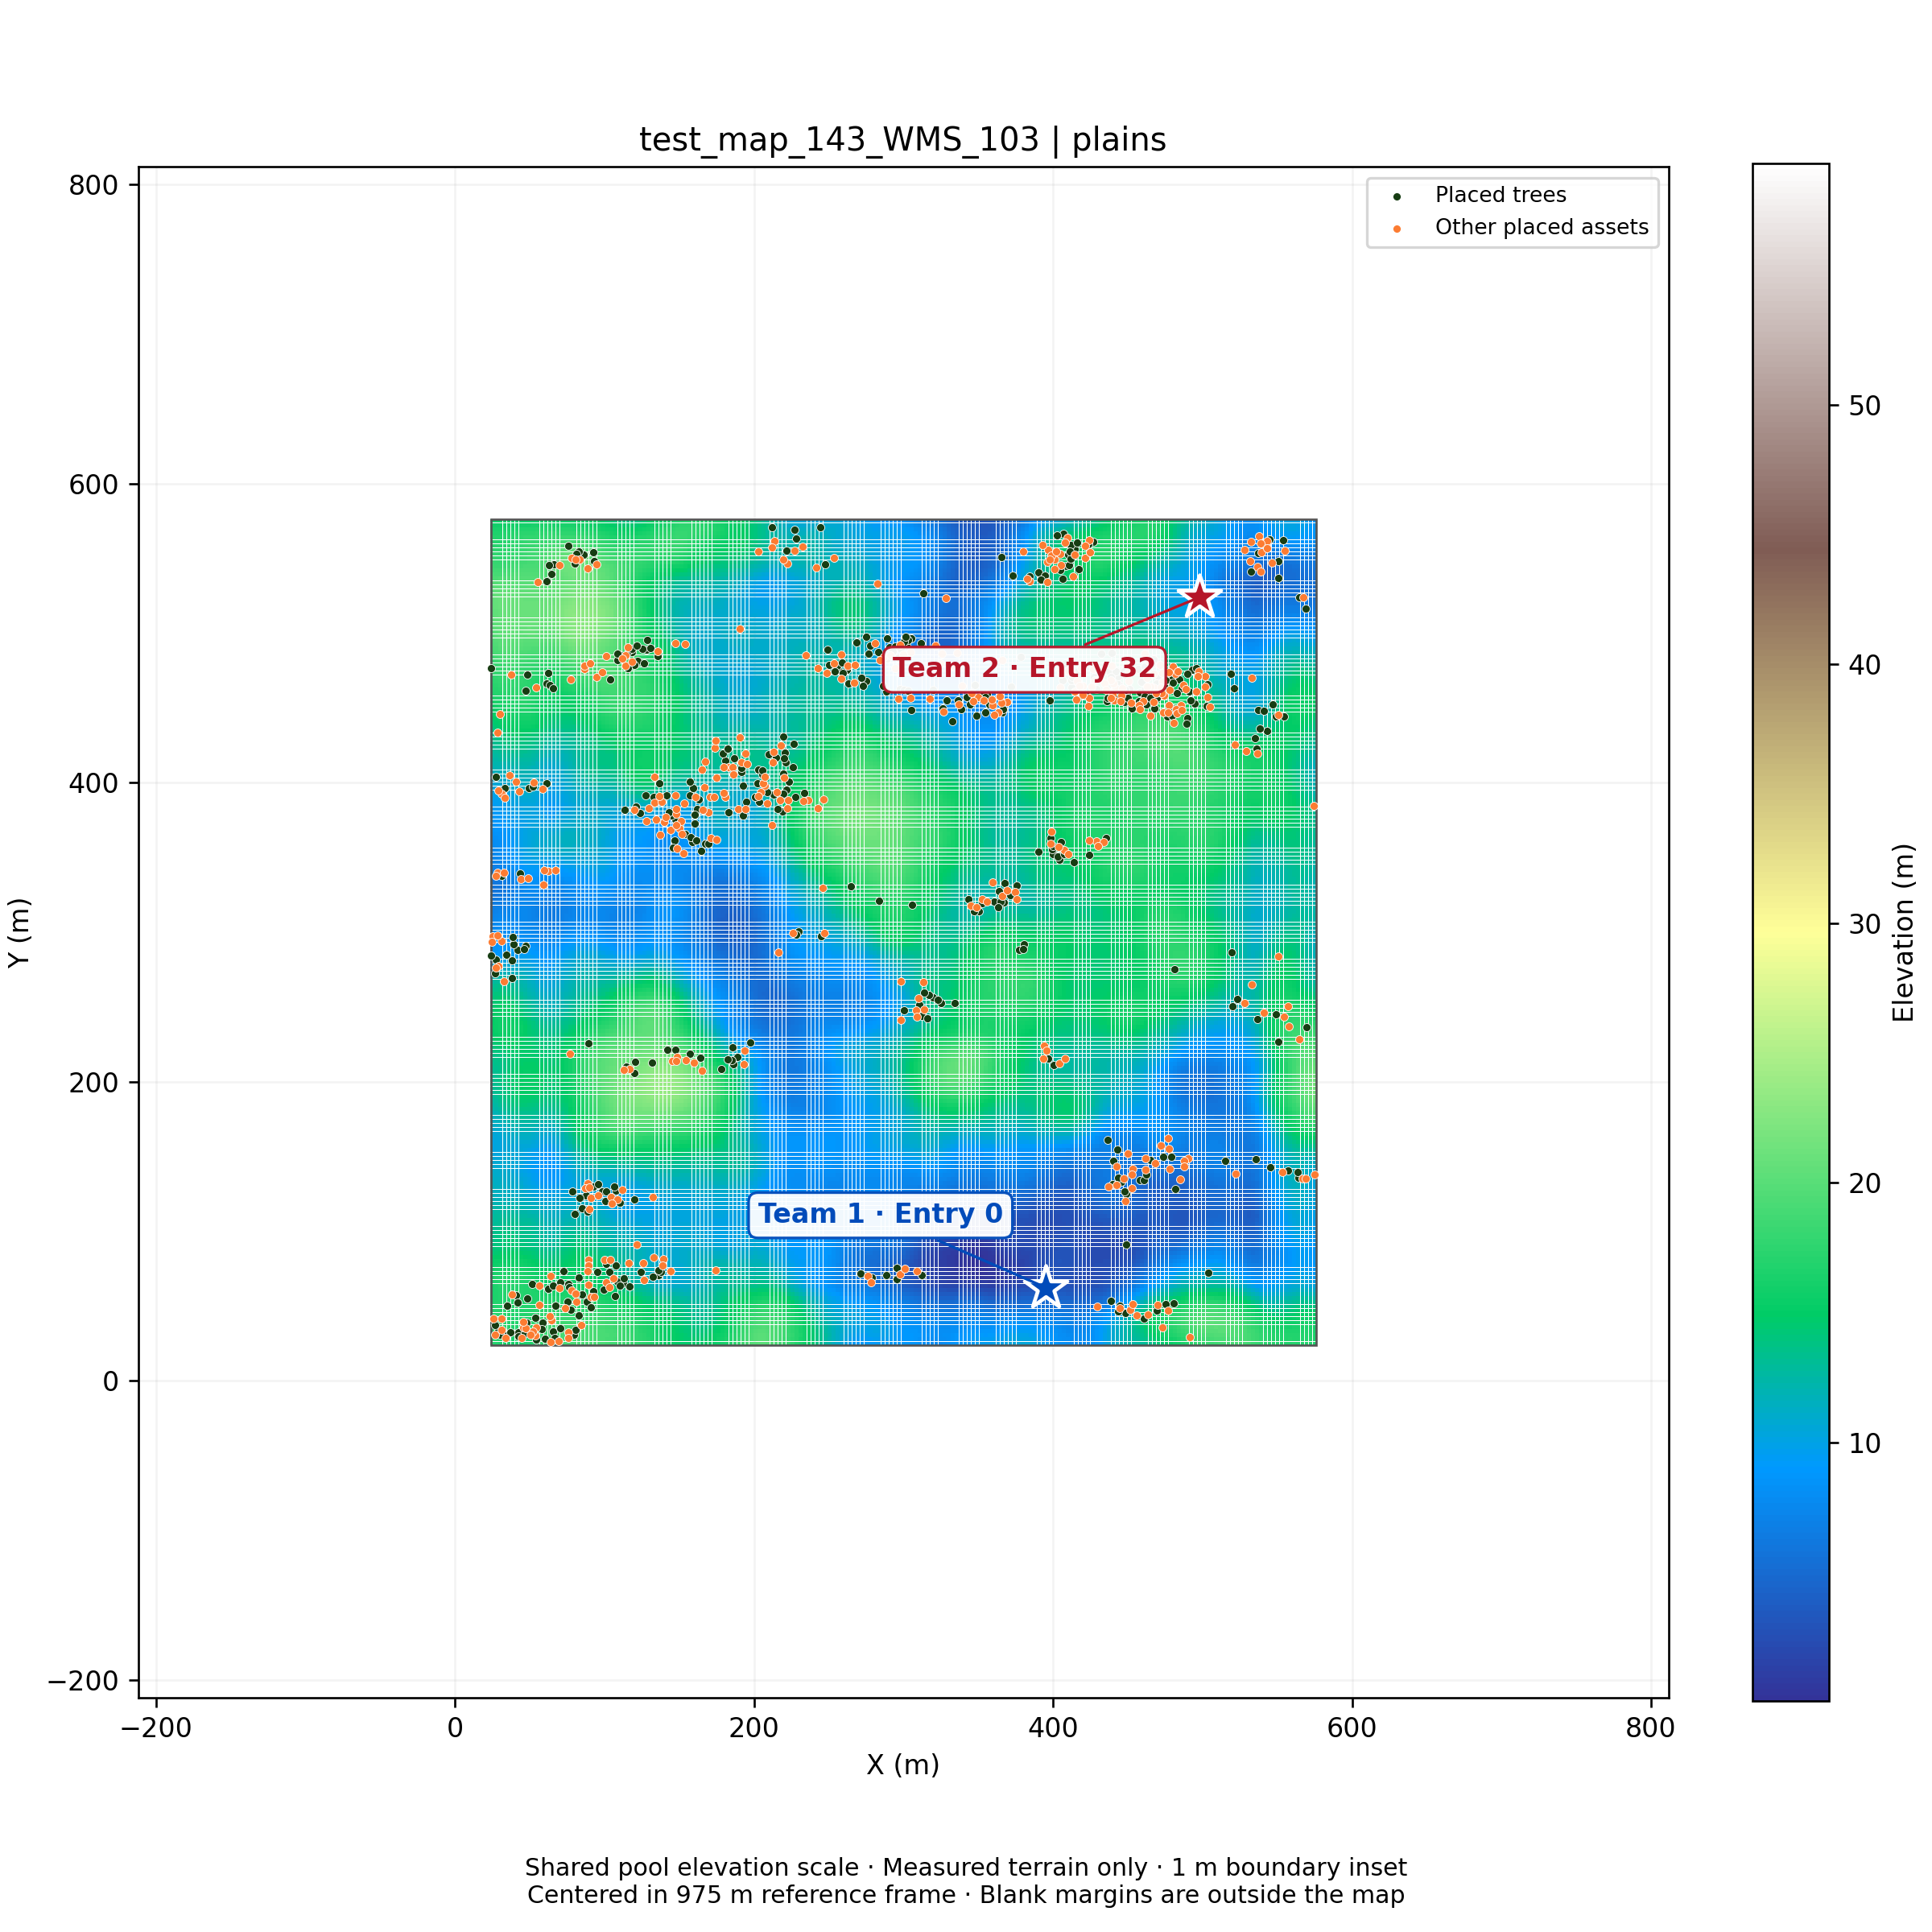 test_map_143_WMS_103 | plains
Placed trees
Other placed assets
800
600
400
200
0
−200
−200
0
200
400
600
800
X (m)
Y (m)
Team 2 · Entry 32
Team 1 · Entry 0
50
40
30
20
10
Elevation (m)
Shared pool elevation scale · Measured terrain only · 1 m boundary inset
Centered in 975 m reference frame · Blank margins are outside the map